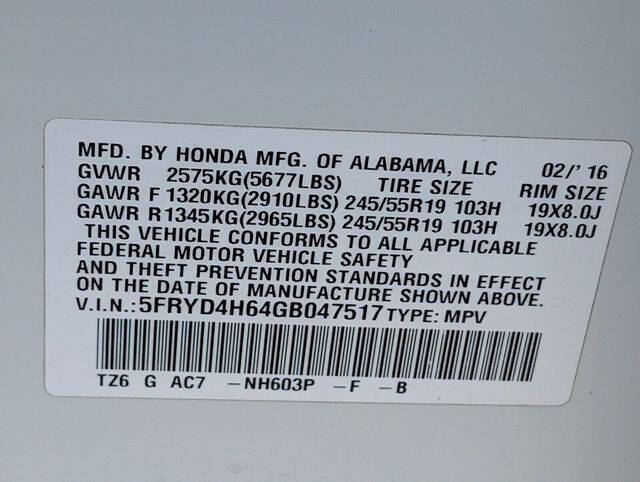 MFD. BY HONDA MFG. OF ALABAMA, LLC 02/' 16
GVWR 2575KG(5677LBS) TIRE SIZE RIM SIZE
GAWR F 1320KG(2910LBS) 245/55R19 103H 19X8.0J
GAWR R1345KG(2965LBS) 245/55R19 103H 19X8.0J
THIS VEHICLE CONFORMS TO ALL APPLICABLE
FEDERAL MOTOR VEHICLE SAFETY
AND THEFT PREVENTION STANDARDS IN EFFECT
ON THE DATE OF MANUFACTURE SHOWN ABOVE.
V.I.N.:5FRYD4H64GB047517 TYPE: MPV
TZ6 G AC7 -NH603P -F -B